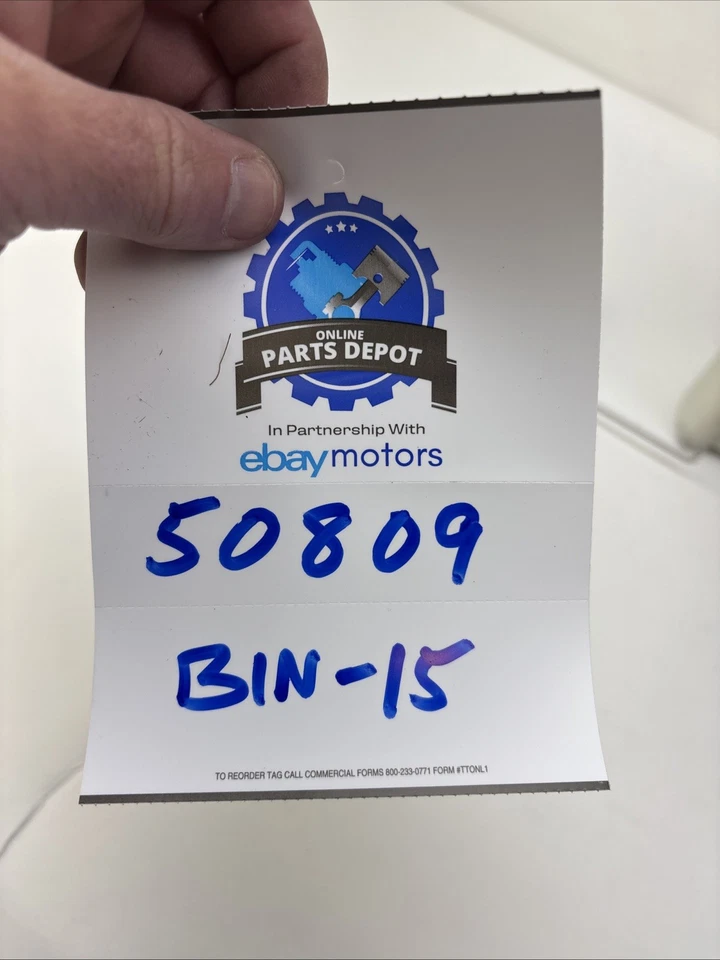 ONLINE
PARTS DEPOT
In Partnership With
ebay motors
50809
BIN-15
TO REORDER TAG CALL COMMERCIAL FORMS 800-233-0771 FORM #TTONL1